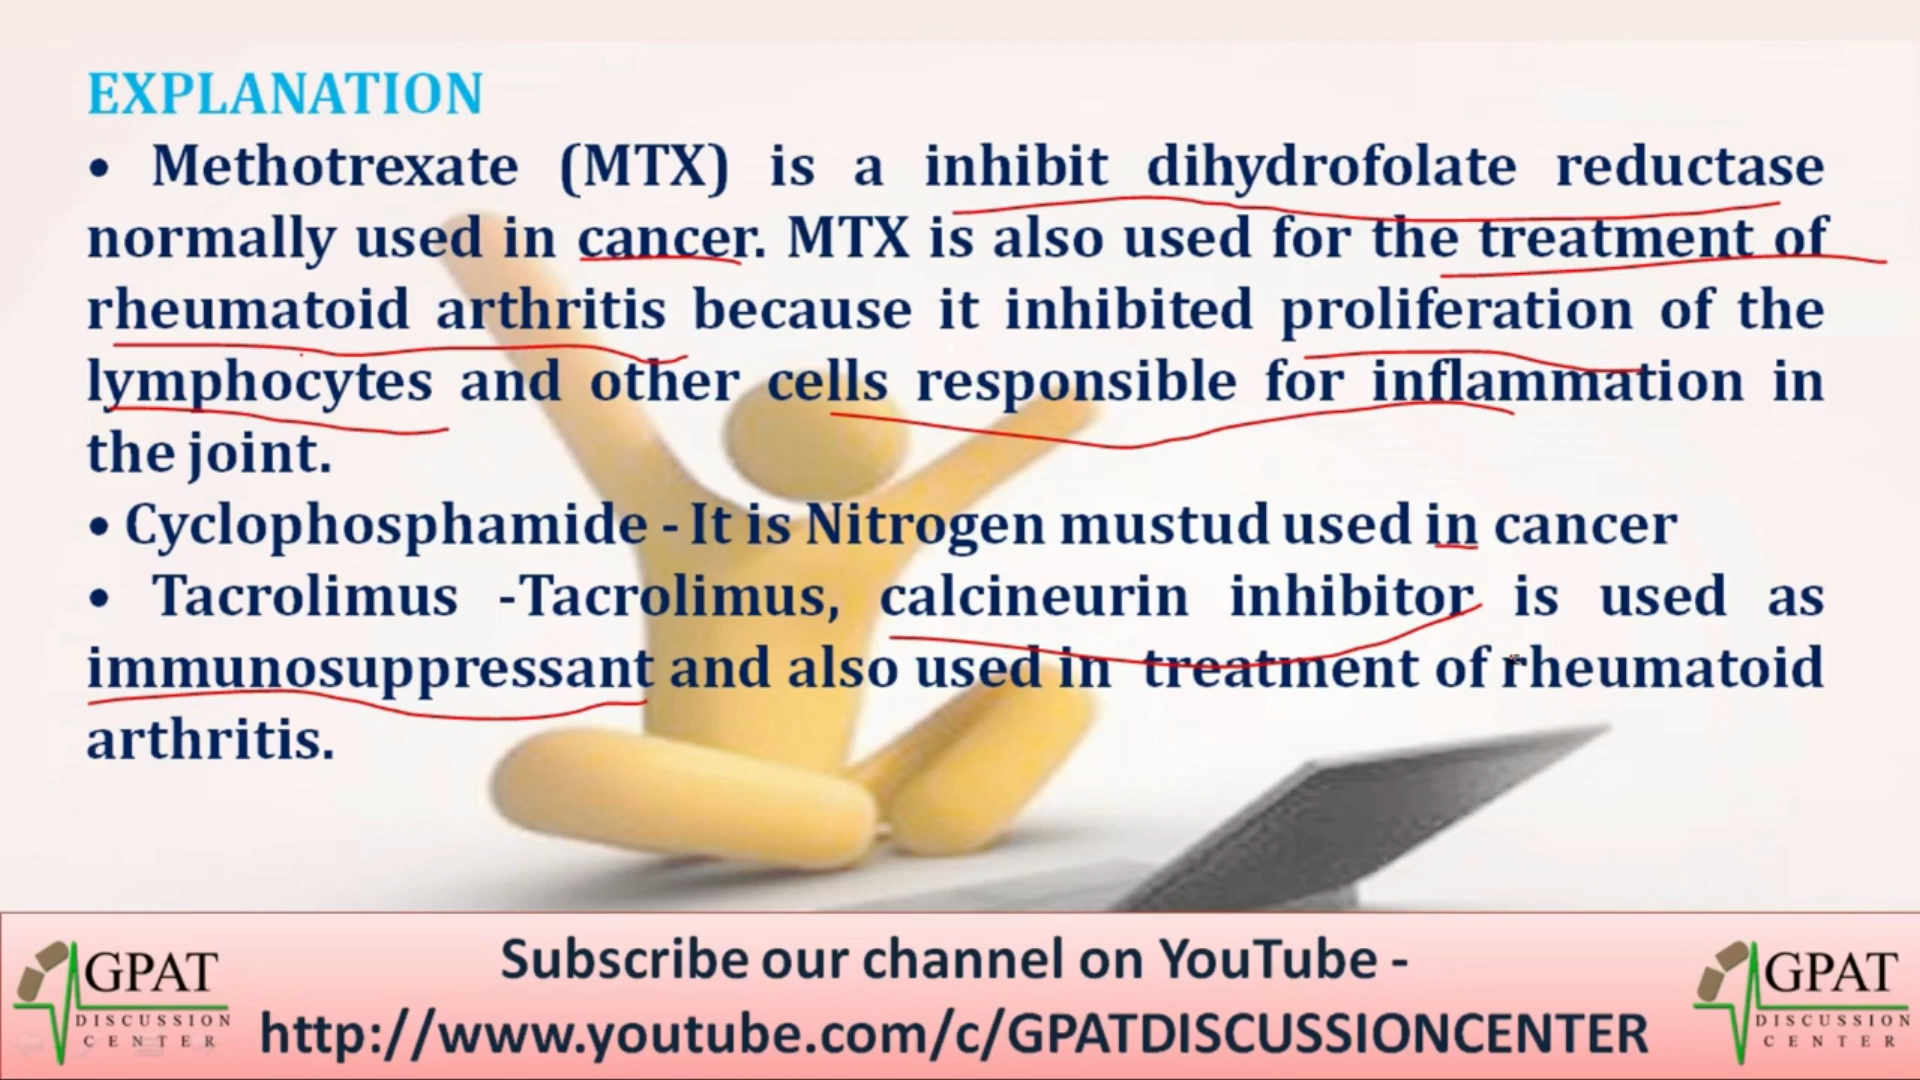 EXPLANATION
• Methotrexate (MTX) is a inhibit dihydrofolate reductase
normally used in cancer. MTX is also used for the treatment of
rheumatoid arthritis because it inhibited proliferation of the
lymphocytes and other cells responsible for inflammation in
the joint.
• Cyclophosphamide - It is Nitrogen mustud used in cancer
• Tacrolimus -Tacrolimus, calcineurin inhibitor is used as
immunosuppressant and also used in treatment of rheumatoid
arthritis.
GPAT
DISCUSSION
CENTER
Subscribe our channel on YouTube -
http://www.youtube.com/c/GPATDISCUSSIONCENTER
GPAT
DISCUSSION
CENTER